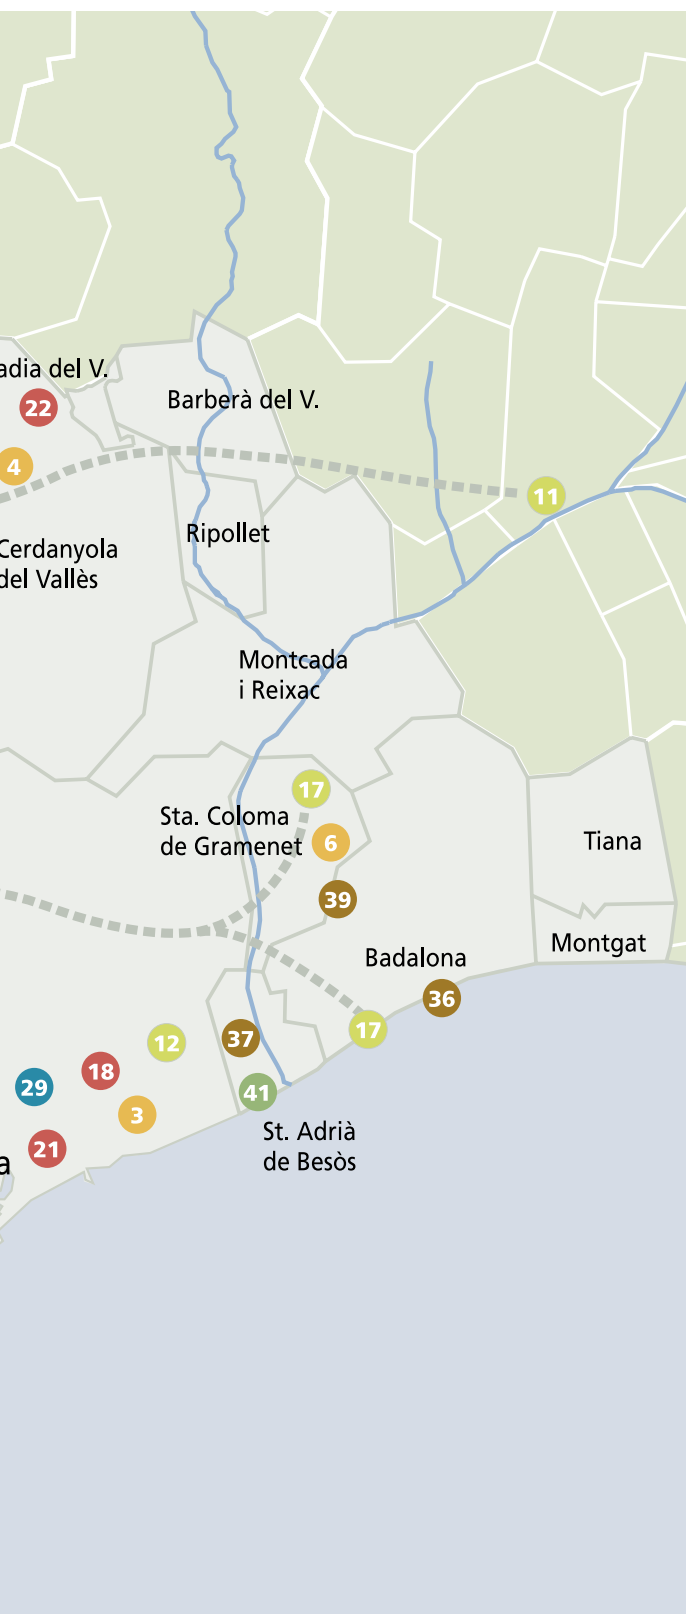 adia del V.
22
Barberà del V.
4
11
Ripollet
Cerdanyola
del Vallès
Montcada
i Reixac
17
Sta. Coloma
de Gramenet
6
Tiana
39
Montgat
Badalona
36
17
37
12
18
29
41
3
St. Adrià
de Besòs
21
a